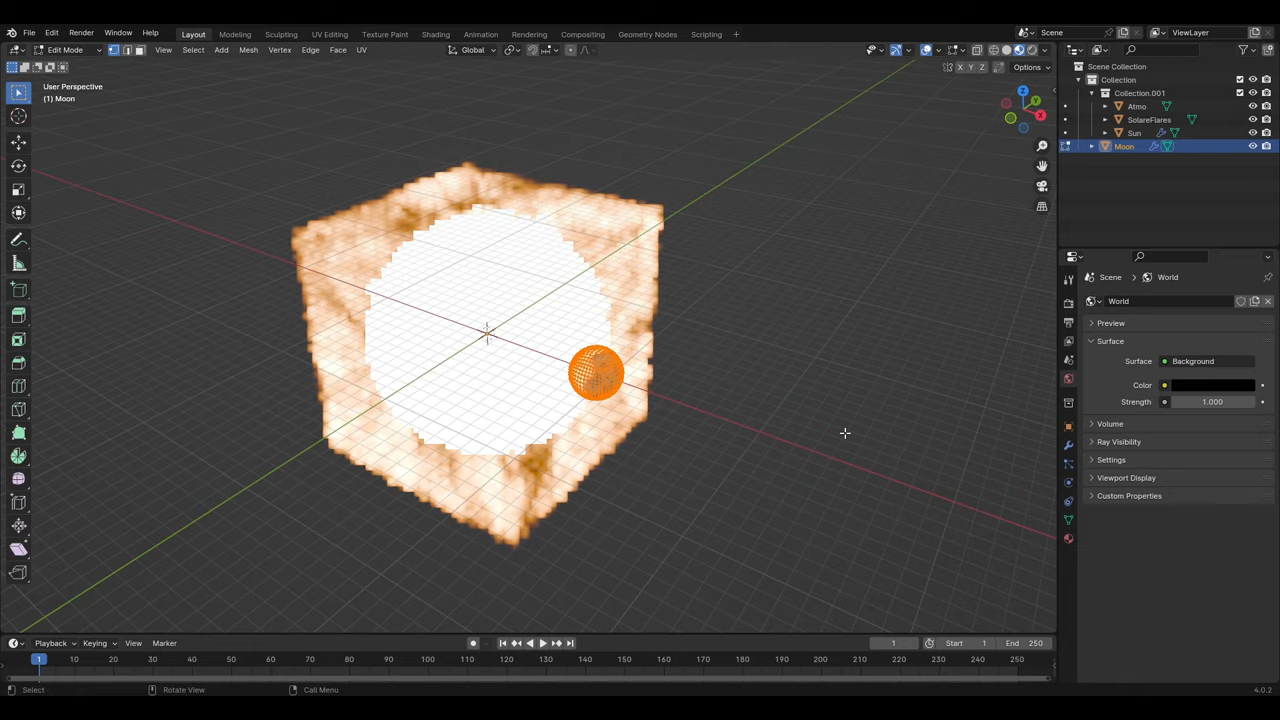 File Edit Render Window Help Layout Modeling Sculpting UV Editing Texture Paint Shading Animation Rendering Compositing Geometry Nodes Scripting + Scene ViewLayer
Edit Mode View Select Add Mesh Vertex Edge Face UV Global
X Y Z Options
User Perspective
(1) Moon
Z
Y
X
Scene Collection
Collection
Collection.001
Atmo
SolareFlares
Sun
Moon
Scene World
World
Preview
Surface
Surface Background
Color
Strength 1.000
Volume
Ray Visibility
Settings
Viewport Display
Custom Properties
Playback Keying View Marker 1 Start 1 End 250
1 10 20 30 40 50 60 70 80 90 100 110 120 130 140 150 160 170 180 190 200 210 220 230 240 250
Select Rotate View Call Menu 4.0.2